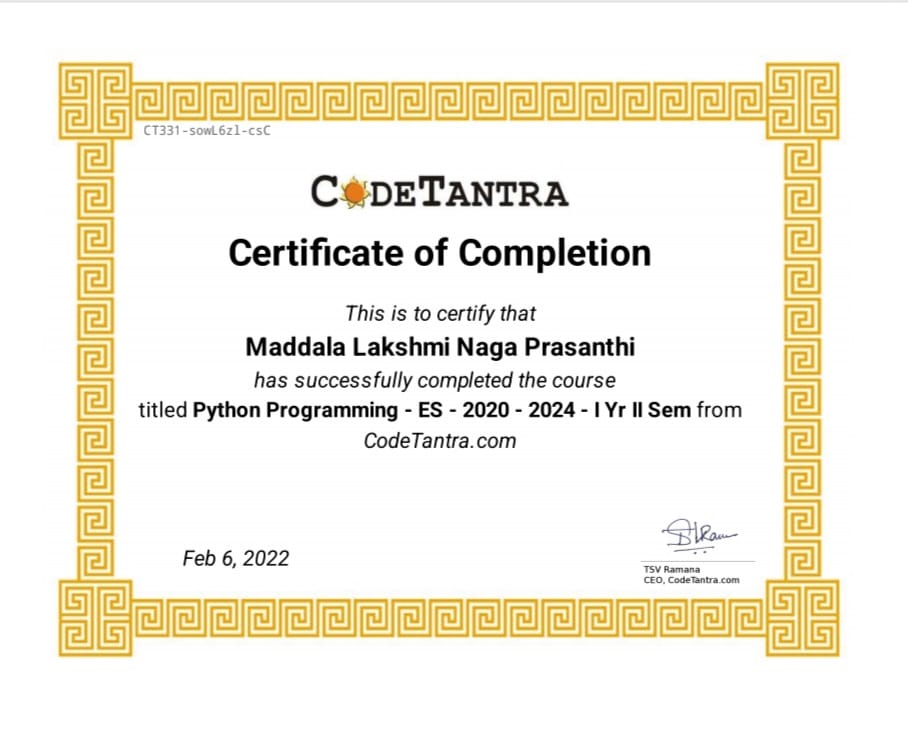 CT331-sowL6zl-csC
CODETANTRA
Certificate of Completion
This is to certify that
Maddala Lakshmi Naga Prasanthi
has successfully completed the course
titled Python Programming - ES - 2020 - 2024 - I Yr II Sem from
CodeTantra.com
Feb 6, 2022
TSV Ramana
CEO, CodeTantra.com